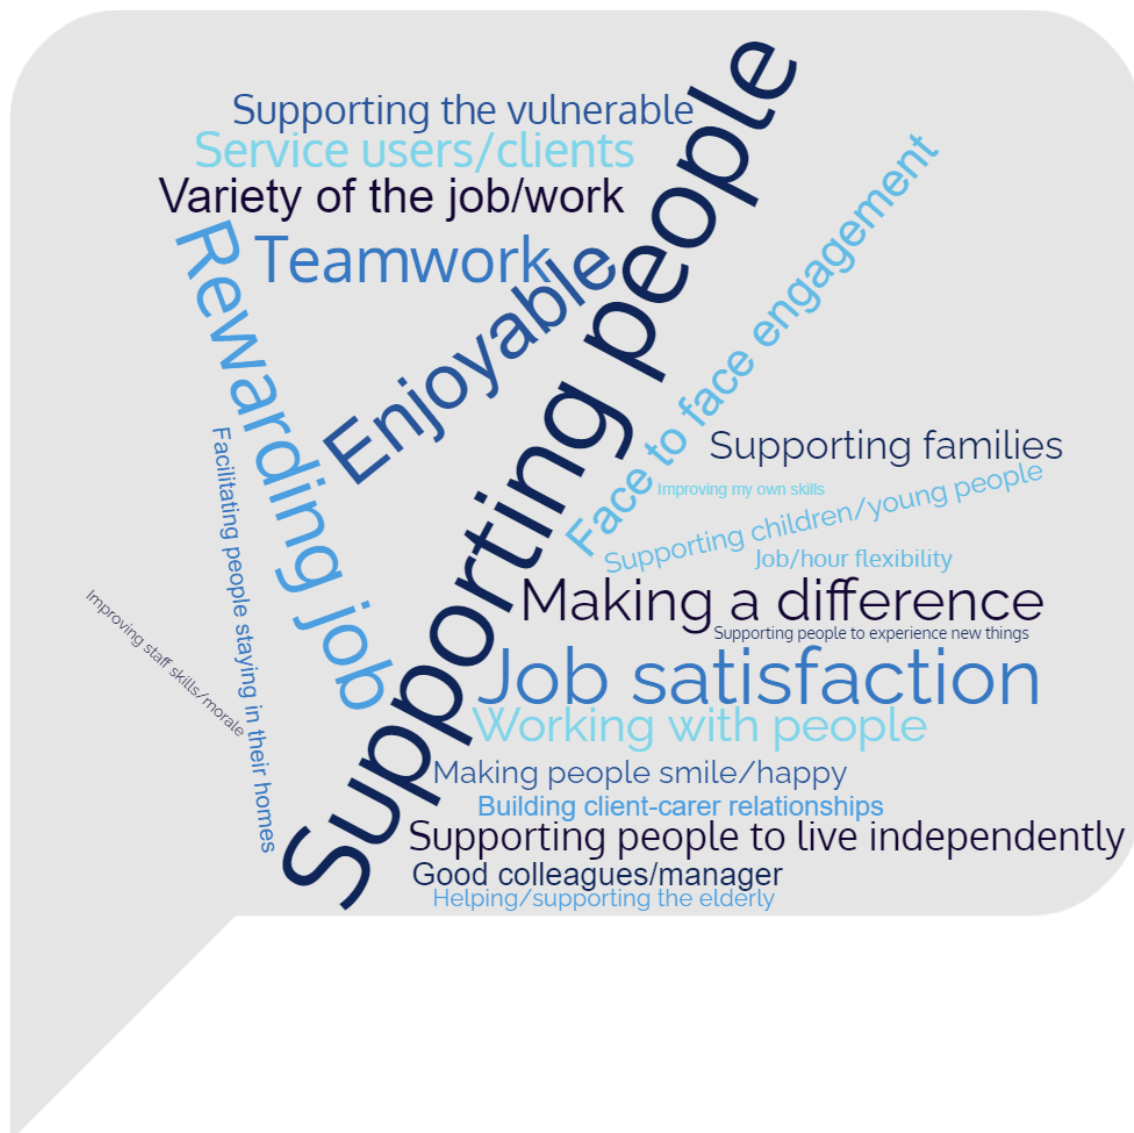 Supporting people
Supporting the vulnerable
Service users/clients
Variety of the job/work
Teamwork
Rewarding job
Enjoyable
Face to face engagement
Supporting families
Improving my own skills
Supporting children/young people
Job/hour flexibility
Making a difference
Supporting people to experience new things
Job satisfaction
Working with people
Facilitating people staying in their homes
Improving staff skills/morale
Making people smile/happy
Building client-carer relationships
Supporting people to live independently
Good colleagues/manager
Helping/supporting the elderly